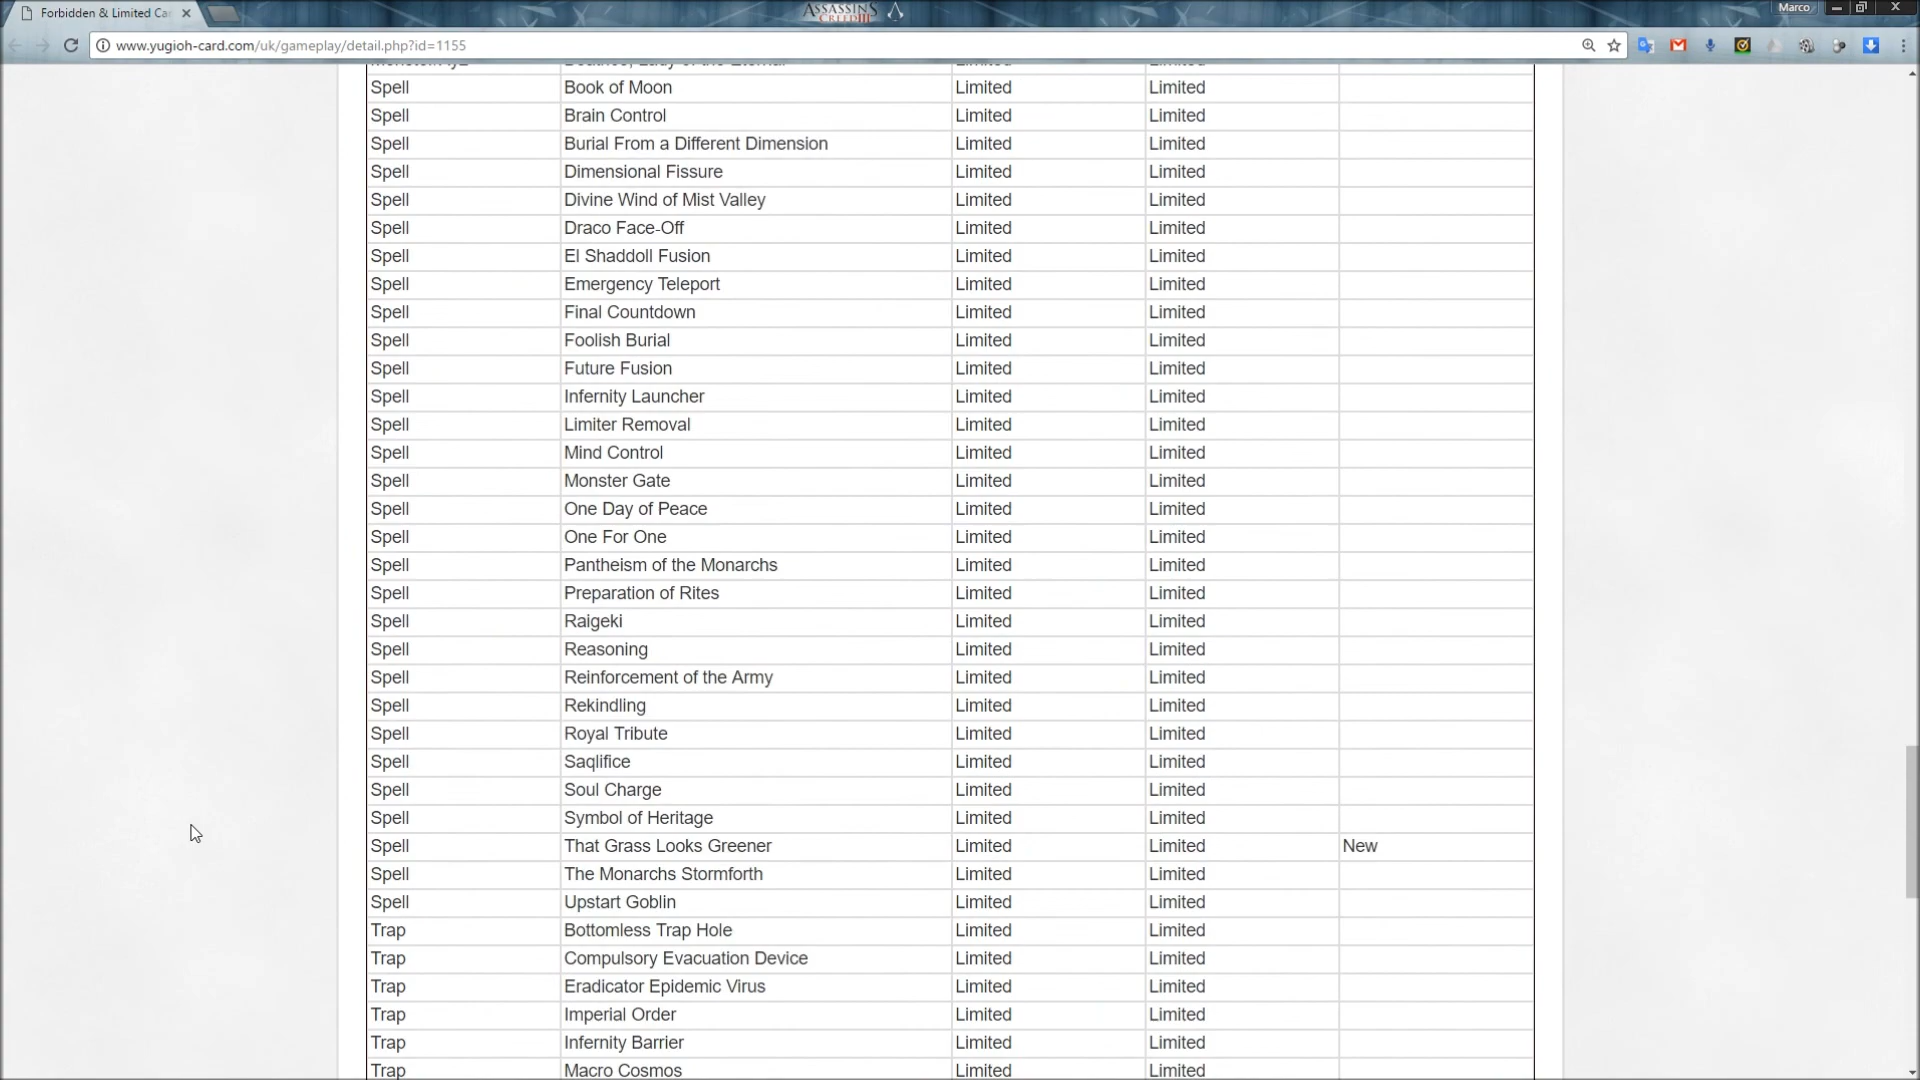 Forbidden & Limited Ca
ASSASSIN'S CREED III
Marco
www.yugioh-card.com/uk/gameplay/detail.php?id=1155
Spell Book of Moon Limited Limited
Spell Brain Control Limited Limited
Spell Burial From a Different Dimension Limited Limited
Spell Dimensional Fissure Limited Limited
Spell Divine Wind of Mist Valley Limited Limited
Spell Draco Face-Off Limited Limited
Spell El Shaddoll Fusion Limited Limited
Spell Emergency Teleport Limited Limited
Spell Final Countdown Limited Limited
Spell Foolish Burial Limited Limited
Spell Future Fusion Limited Limited
Spell Infernity Launcher Limited Limited
Spell Limiter Removal Limited Limited
Spell Mind Control Limited Limited
Spell Monster Gate Limited Limited
Spell One Day of Peace Limited Limited
Spell One For One Limited Limited
Spell Pantheism of the Monarchs Limited Limited
Spell Preparation of Rites Limited Limited
Spell Raigeki Limited Limited
Spell Reasoning Limited Limited
Spell Reinforcement of the Army Limited Limited
Spell Rekindling Limited Limited
Spell Royal Tribute Limited Limited
Spell Saqlifice Limited Limited
Spell Soul Charge Limited Limited
Spell Symbol of Heritage Limited Limited
Spell That Grass Looks Greener Limited Limited New
Spell The Monarchs Stormforth Limited Limited
Spell Upstart Goblin Limited Limited
Trap Bottomless Trap Hole Limited Limited
Trap Compulsory Evacuation Device Limited Limited
Trap Eradicator Epidemic Virus Limited Limited
Trap Imperial Order Limited Limited
Trap Infernity Barrier Limited Limited
Trap Macro Cosmos Limited Limited